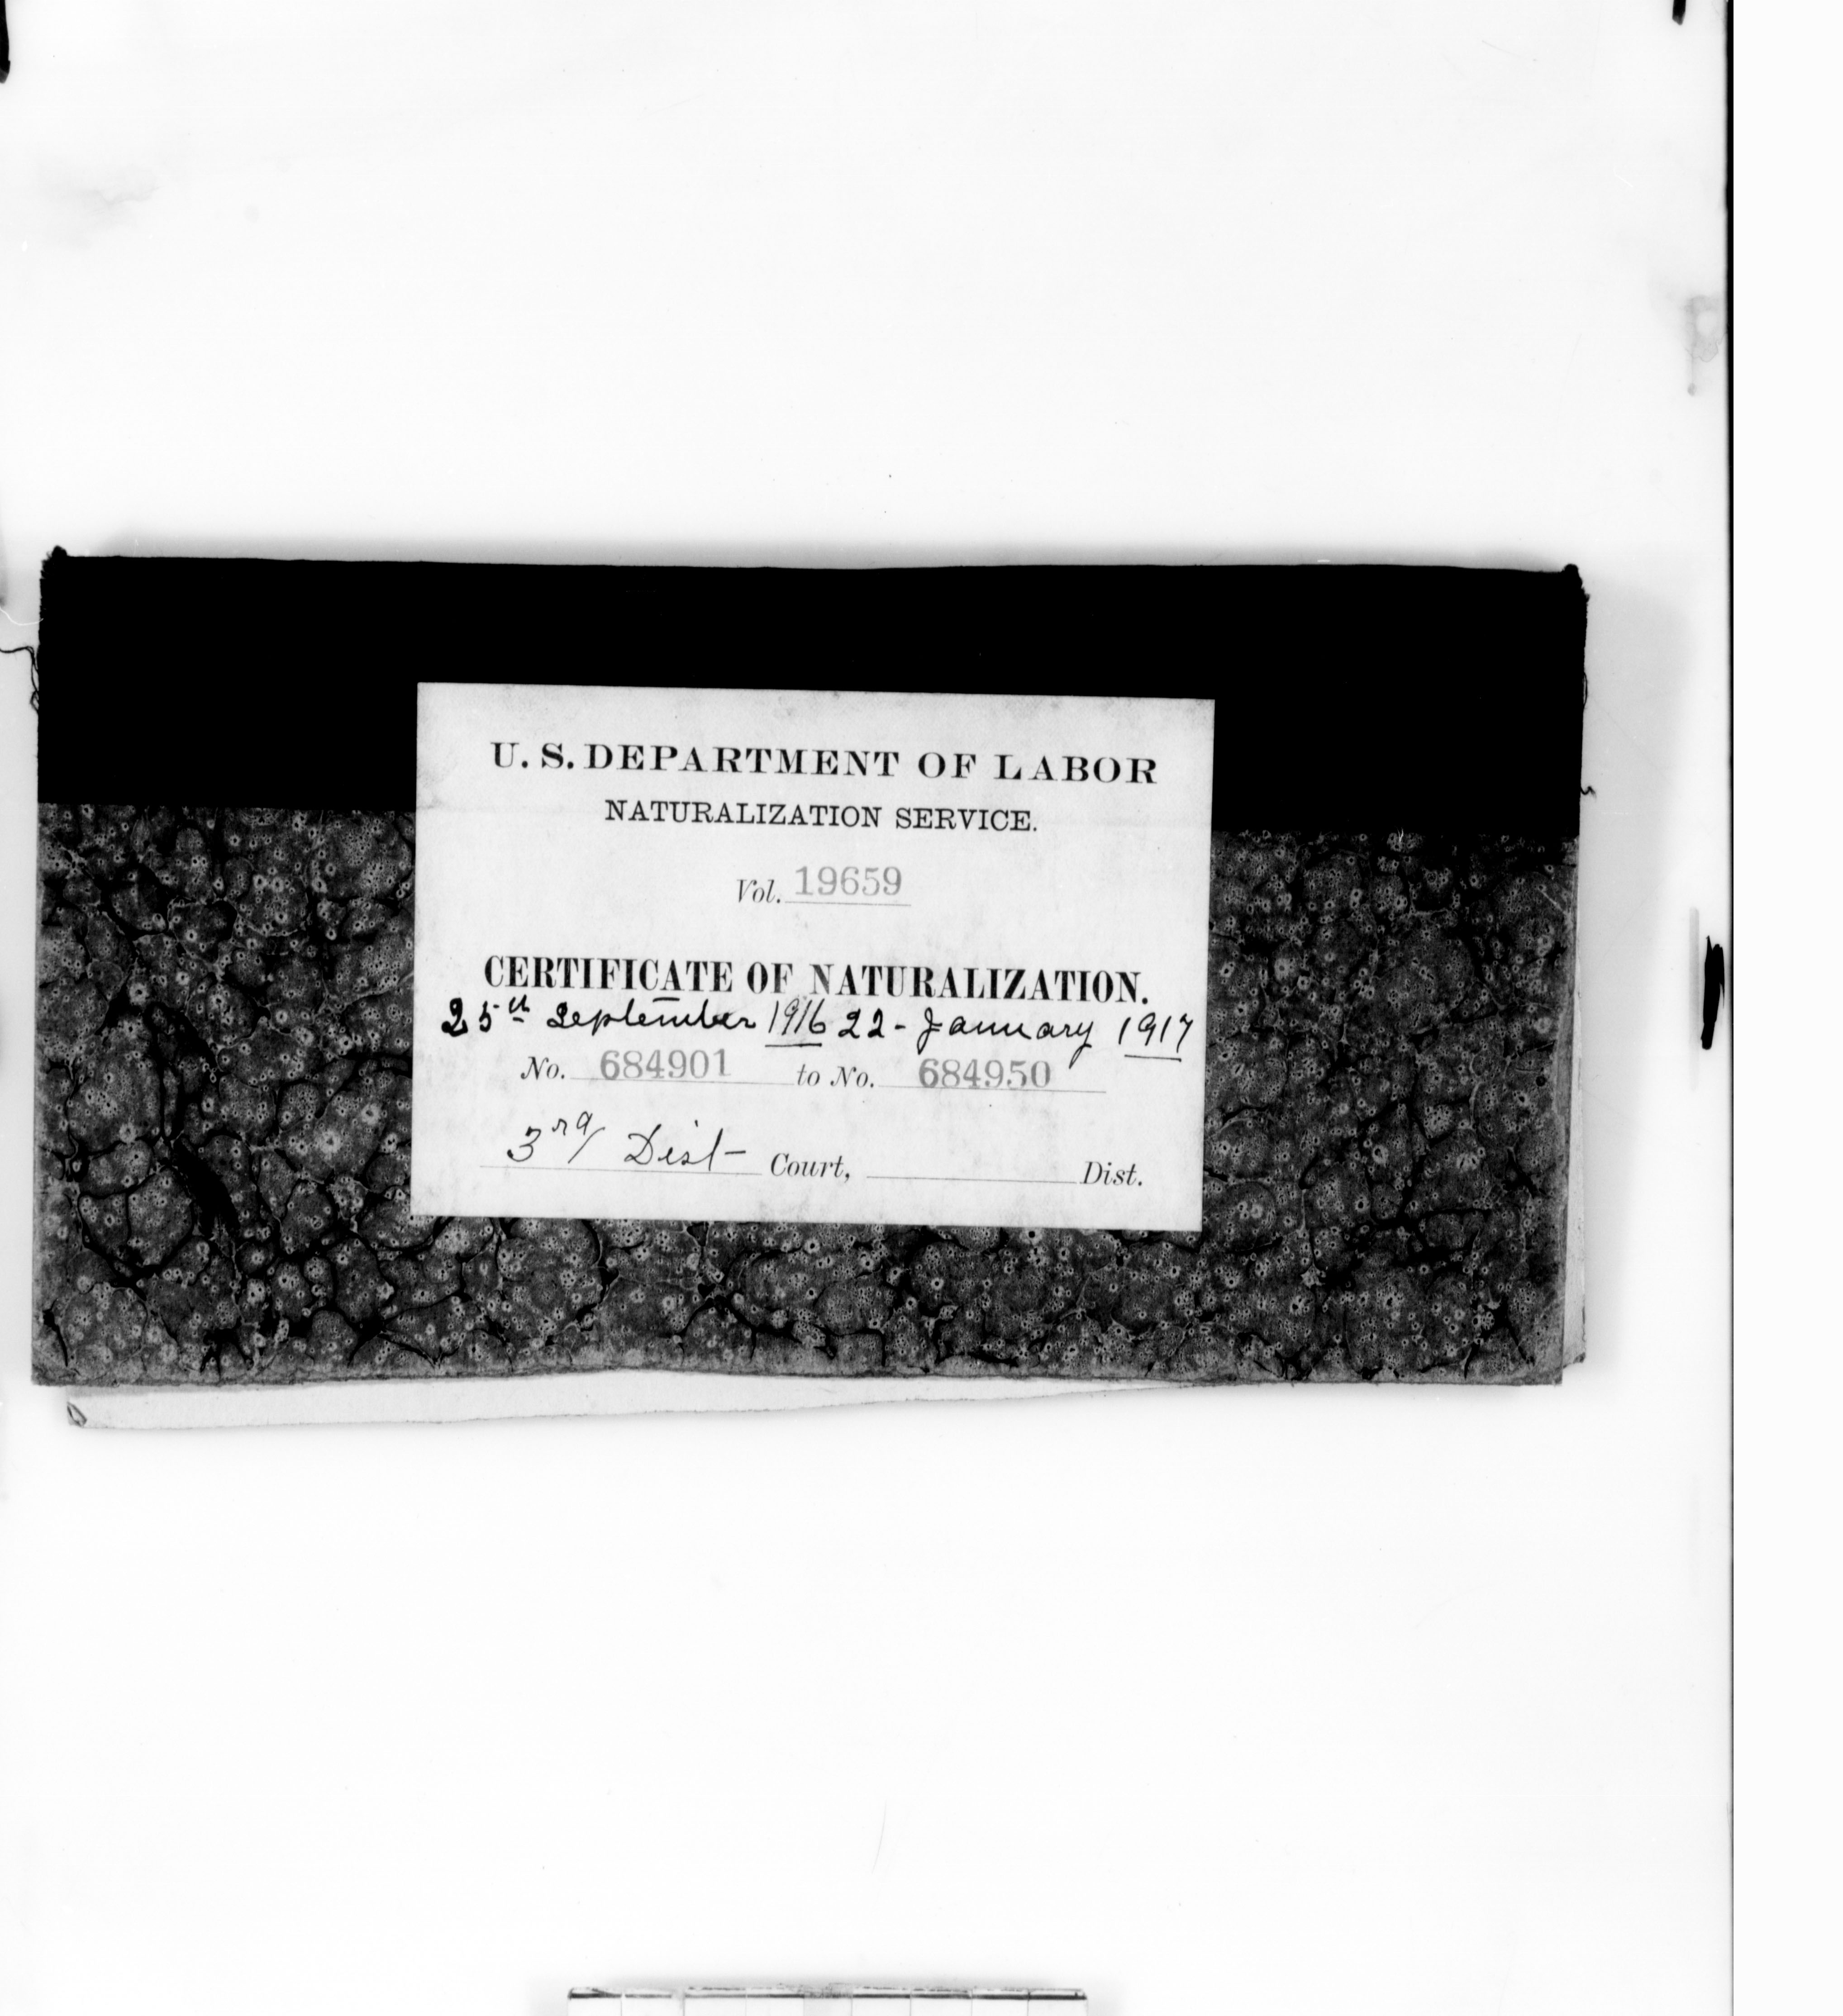 U. S. DEPARTMENT OF LABOR
NATURALIZATION SERVICE.
Vol. 19659
CERTIFICATE OF NATURALIZATION.
25th September 1916 22 - January 1917
No. 684901 to No. 684950
3rd Dist- Court, Dist.